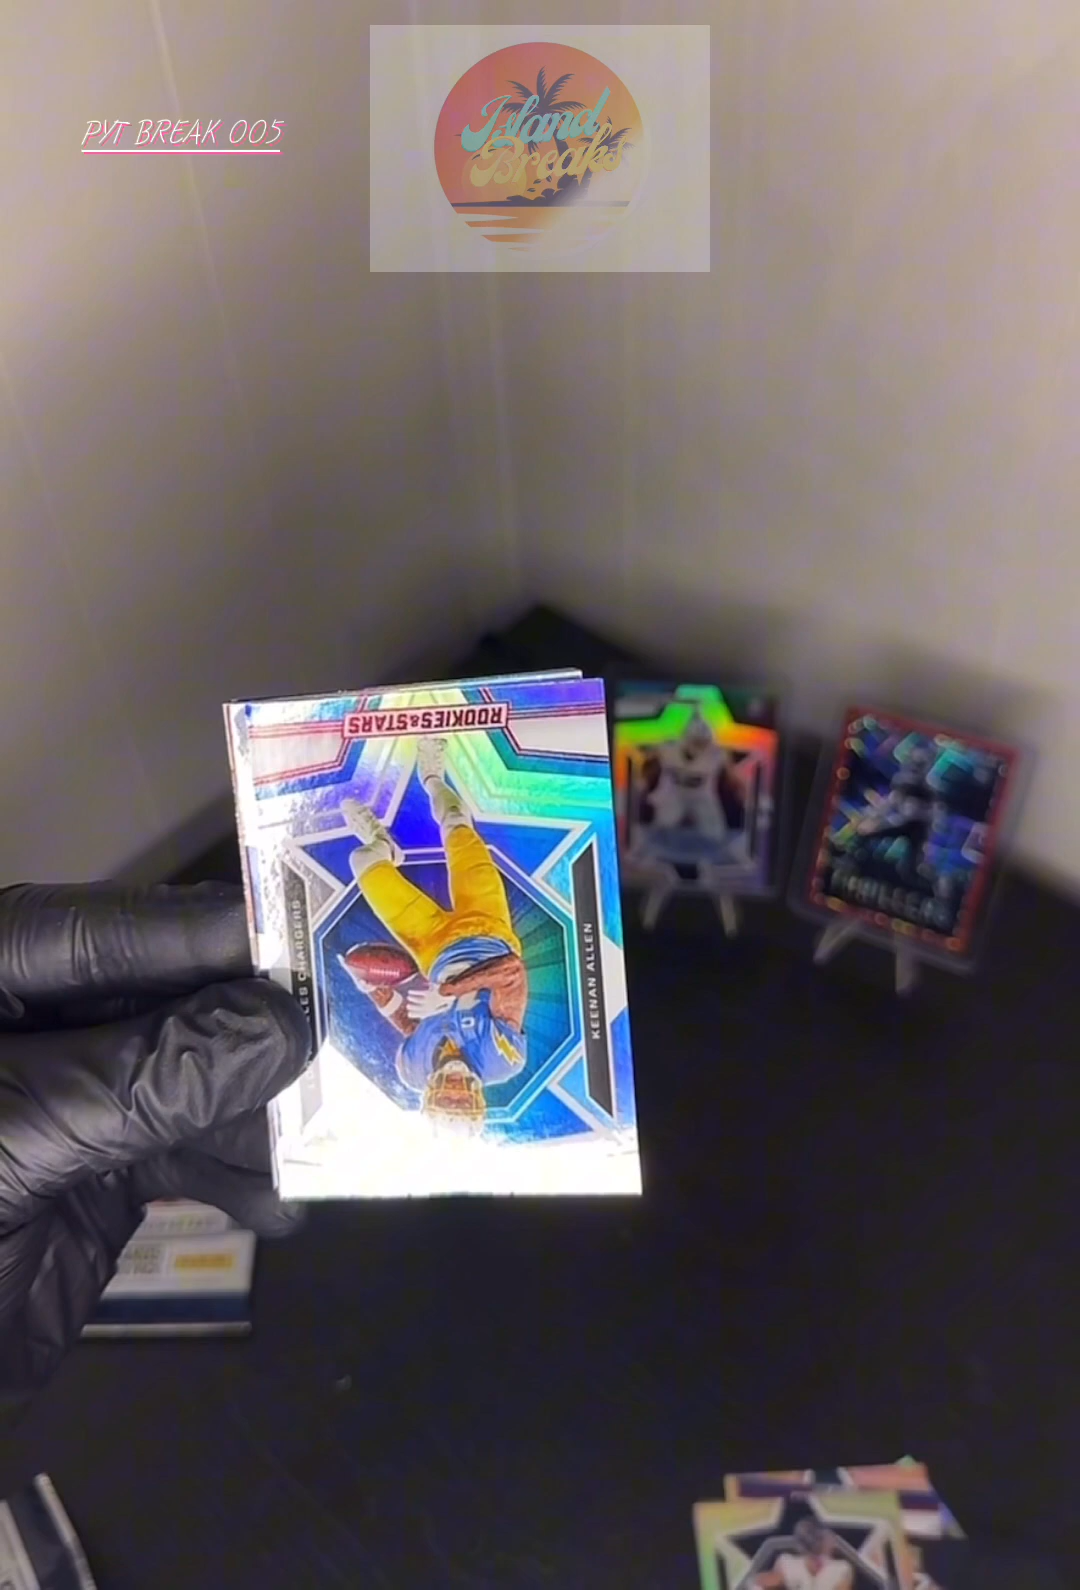 PYT BREAK 005
Island
Breaks
ROOKIES&STARS
CHARGERS
KEENAN ALLEN